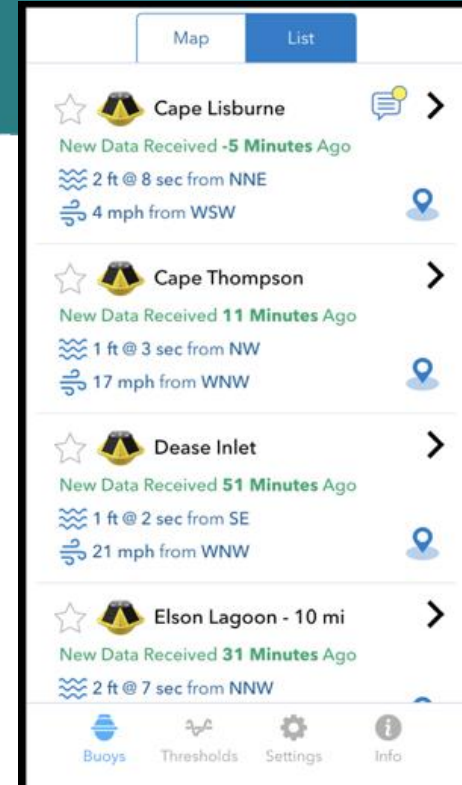 Map List
Cape Lisburne
New Data Received -5 Minutes Ago
2 ft @ 8 sec from NNE
4 mph from WSW
Cape Thompson
New Data Received 11 Minutes Ago
1 ft @ 3 sec from NW
17 mph from WNW
Dease Inlet
New Data Received 51 Minutes Ago
1 ft @ 2 sec from SE
21 mph from WNW
Elson Lagoon - 10 mi
New Data Received 31 Minutes Ago
2 ft @ 7 sec from NNW
Buoys Thresholds Settings Info